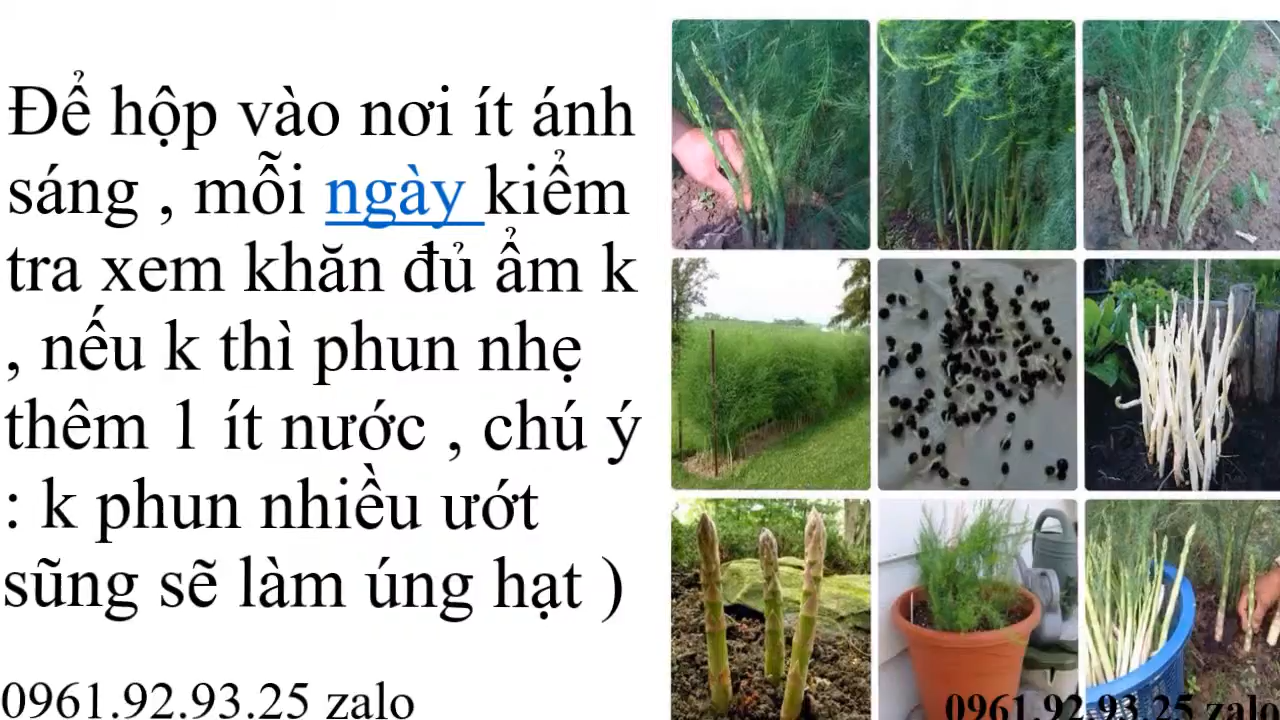 Để hộp vào nơi ít ánh
sáng , mỗi ngày kiểm
tra xem khăn đủ ẩm k
, nếu k thì phun nhẹ
thêm 1 ít nước , chú ý
: k phun nhiều ướt
sũng sẽ làm úng hạt )
0961.92.93.25 zalo
0961.92.93.25 zalo